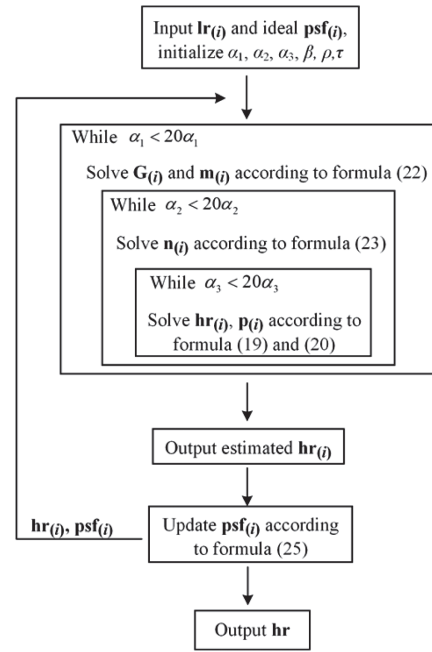 Input lr(i) and ideal psf(i),
initialize α1, α2, α3, β, ρ,τ
While α1 < 20α1
Solve G(i) and m(i) according to formula (22)
While α2 < 20α2
Solve n(i) according to formula (23)
While α3 < 20α3
Solve hr(i), p(i) according to
formula (19) and (20)
Output estimated hr(i)
hr(i), psf(i)
Update psf(i) according
to formula (25)
Output hr